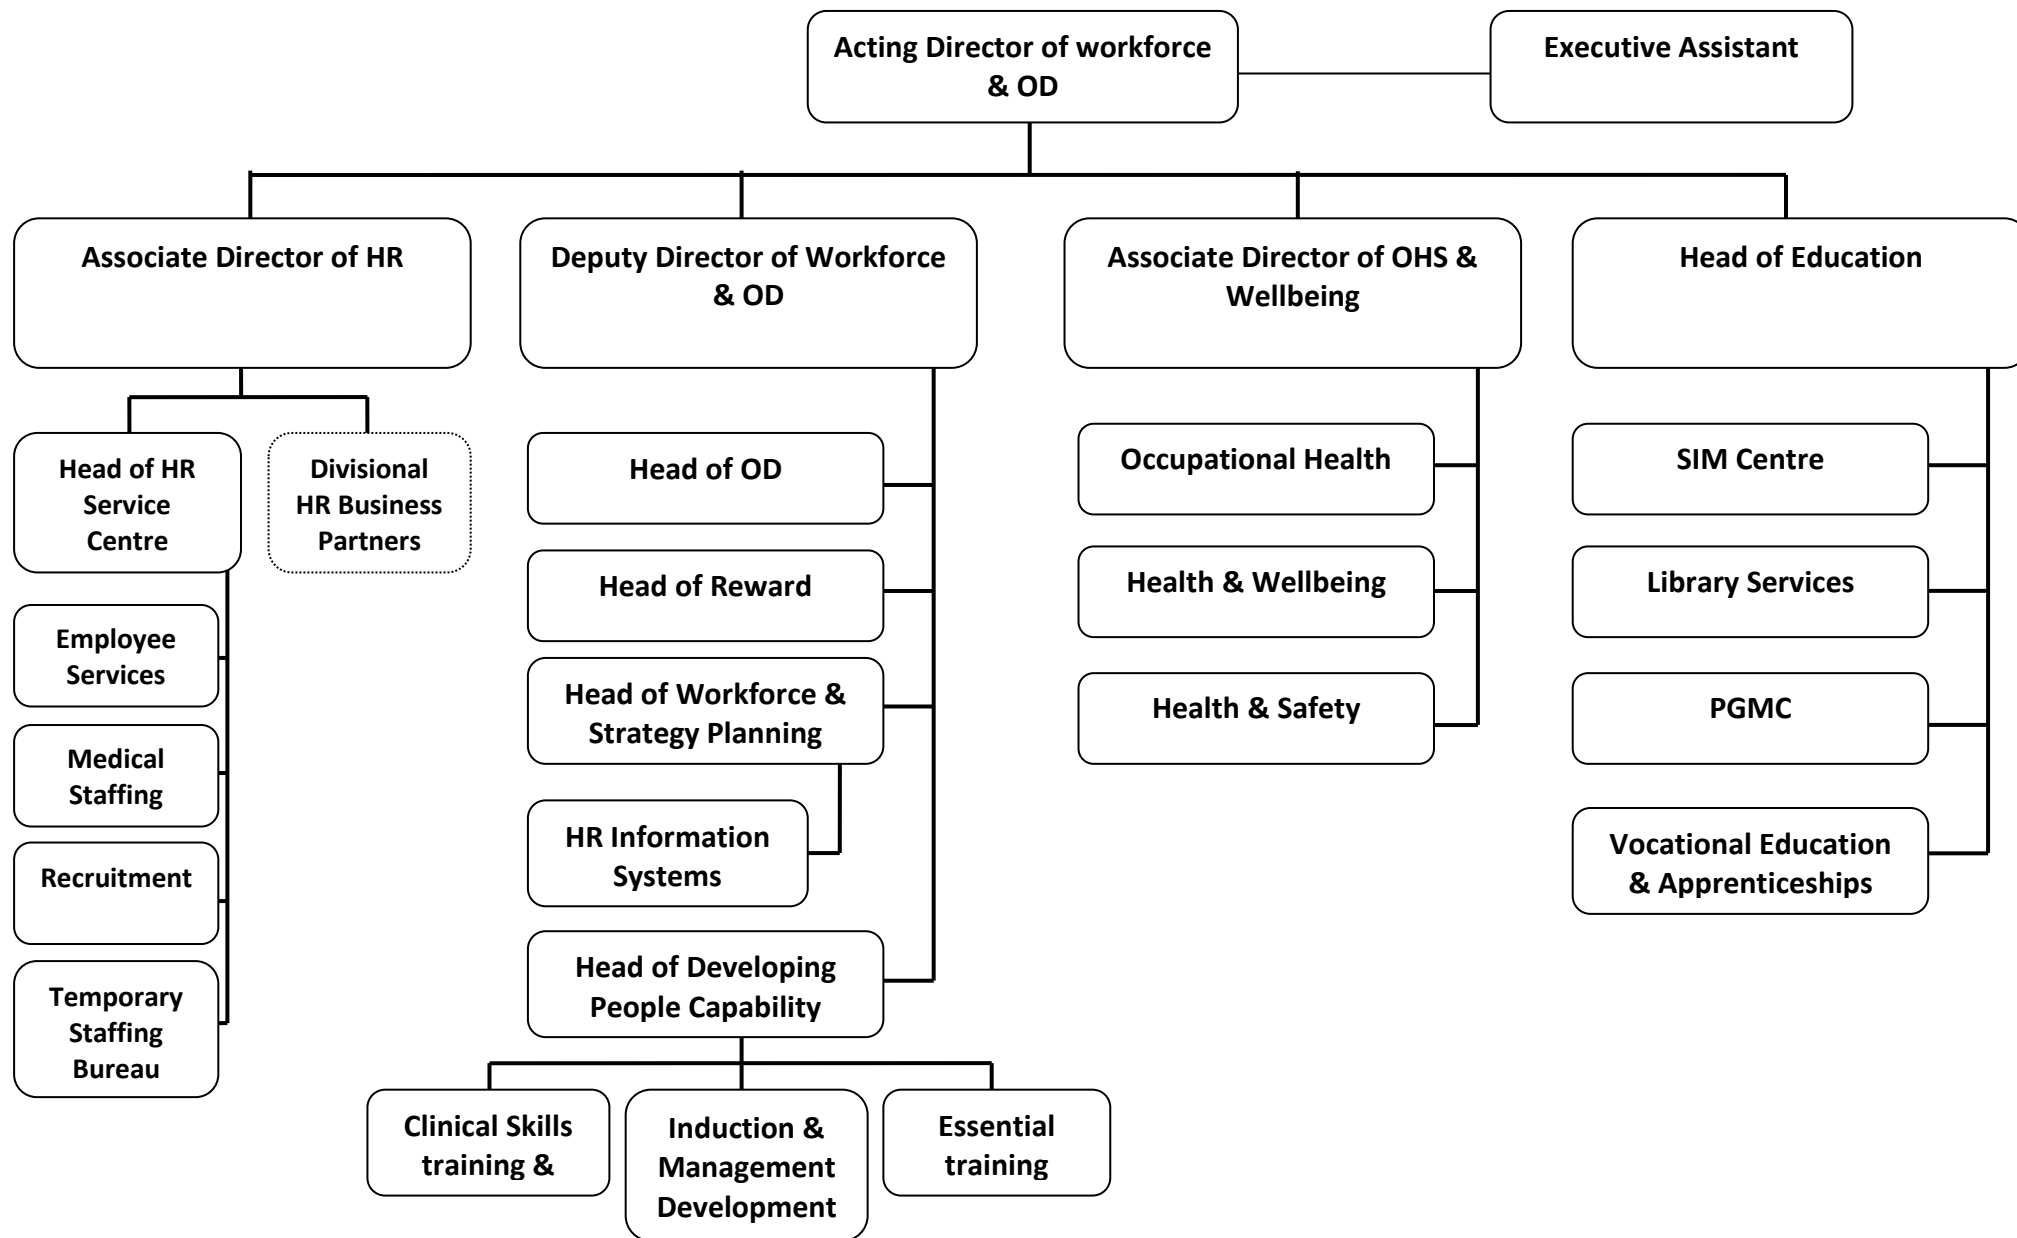 Acting Director of workforce
& OD
Executive Assistant
Associate Director of HR
Deputy Director of Workforce
& OD
Associate Director of OHS &
Wellbeing
Head of Education
Head of HR
Service
Centre
Divisional
HR Business
Partners
Employee
Services
Medical
Staffing
Recruitment
Temporary
Staffing
Bureau
Head of OD
Head of Reward
Head of Workforce &
Strategy Planning
HR Information
Systems
Head of Developing
People Capability
Clinical Skills
training &
Induction &
Management
Development
Essential
training
Occupational Health
Health & Wellbeing
Health & Safety
SIM Centre
Library Services
PGMC
Vocational Education
& Apprenticeships